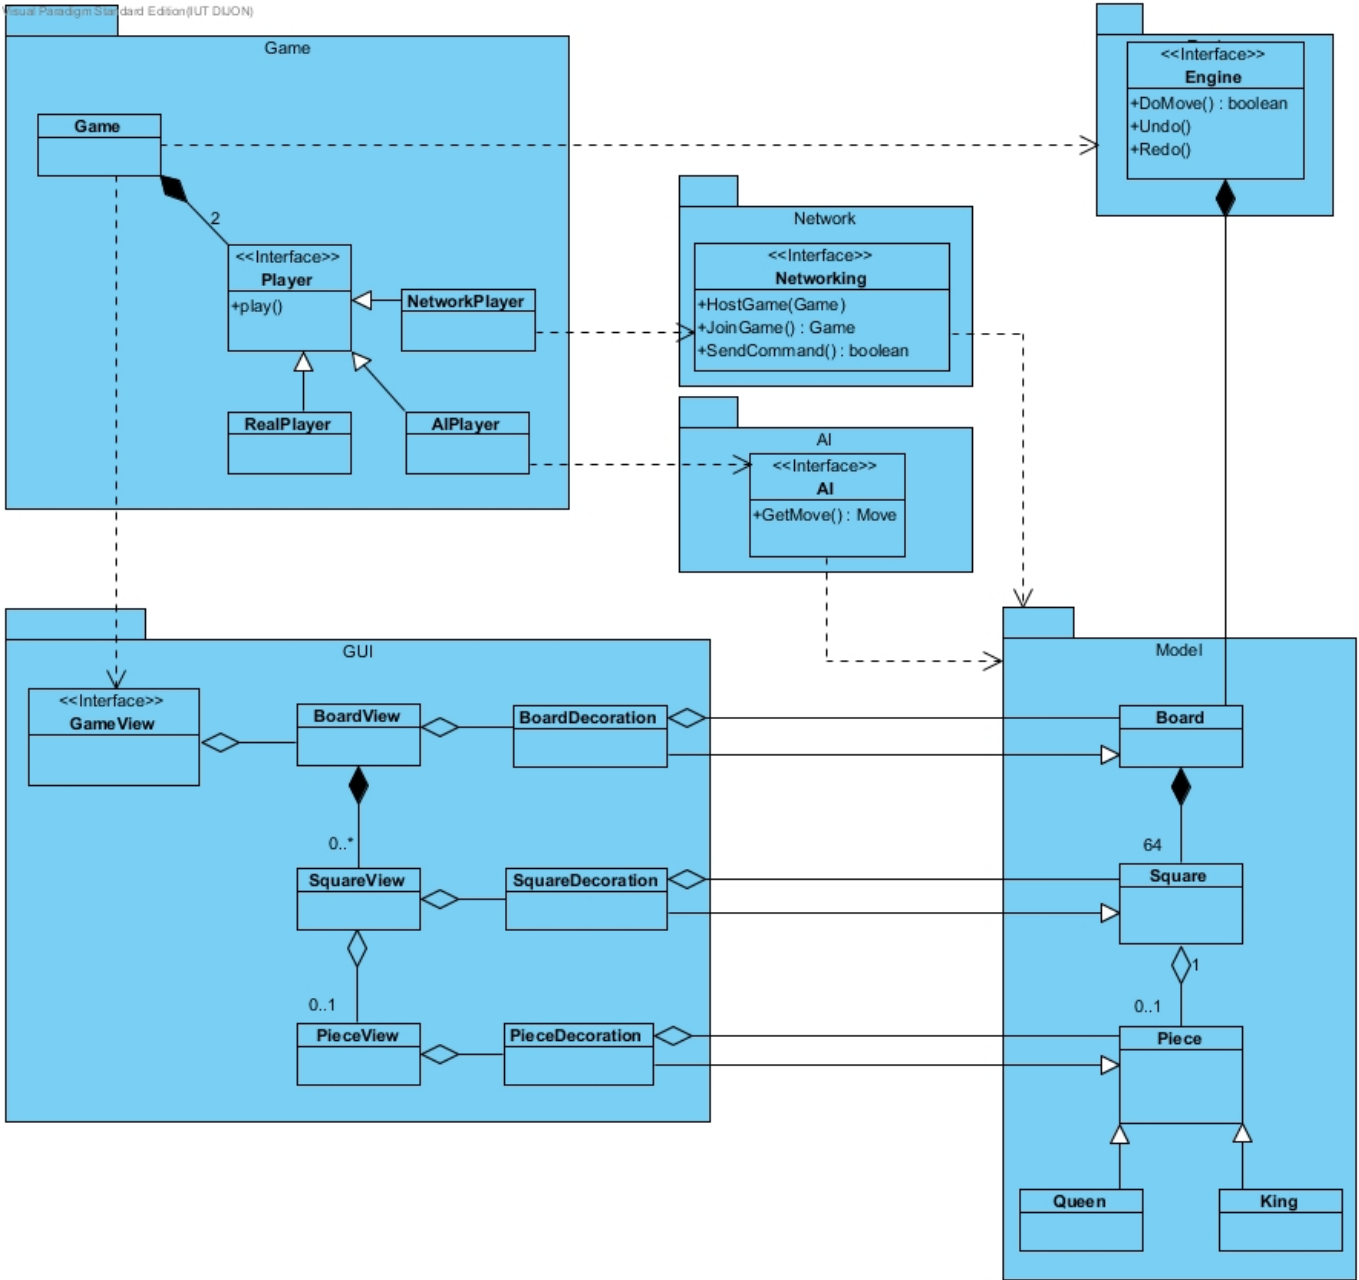 Visual Paradigm Standard Edition(IUT DIJON)
Game
Game
2
<<Interface>>
Player
+play()
NetworkPlayer
RealPlayer
AIPlayer
<<Interface>>
Engine
+DoMove() : boolean
+Undo()
+Redo()
Network
<<Interface>>
Networking
+HostGame(Game)
+JoinGame() : Game
+SendCommand() : boolean
AI
<<Interface>>
AI
+GetMove() : Move
GUI
<<Interface>>
GameView
BoardView
BoardDecoration
0..*
SquareView
SquareDecoration
0..1
PieceView
PieceDecoration
Model
Board
64
Square
1
0..1
Piece
Queen
King